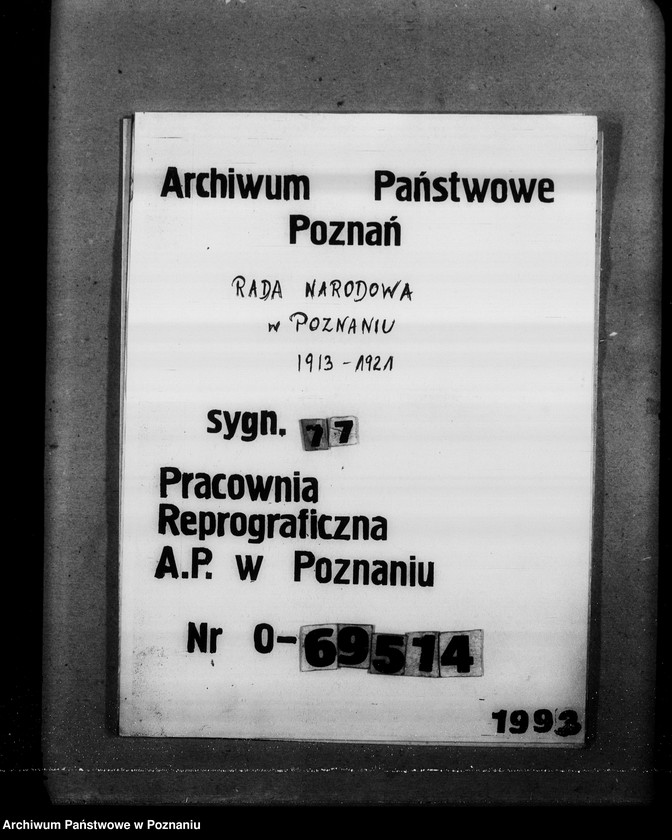 Archiwum Państwowe
Poznań
RADA NARODOWA
w POZNANIU
1913 - 1921
sygn. 77
Pracownia
Reprograficzna
A.P. w Poznaniu
Nr 0-69514
1993
Archiwum Państwowe w Poznaniu